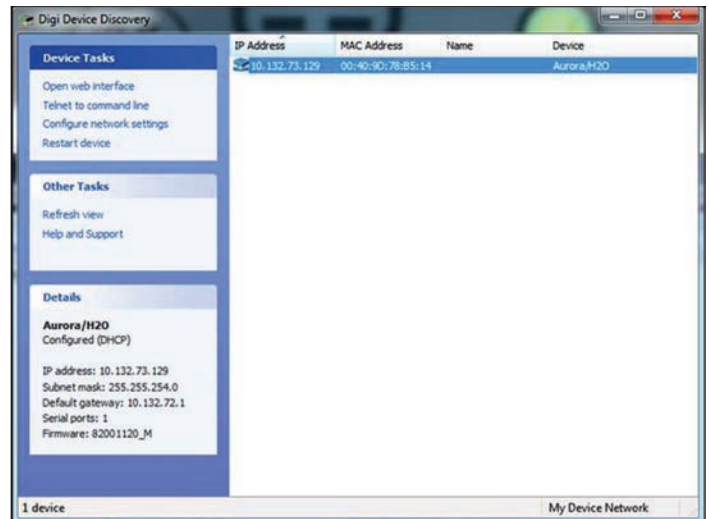 Digi Device Discovery
Device Tasks
Open web interface
Telnet to command line
Configure network settings
Restart device
Other Tasks
Refresh view
Help and Support
Details
Aurora/H2O
Configured (DHCP)
IP address: 10.132.73.129
Subnet mask: 255.255.254.0
Default gateway: 10.132.72.1
Serial ports: 1
Firmware: 82001120_M
IP Address MAC Address Name Device
10.132.73.129 00:40:9D:78:B5:14 Aurora/H2O
1 device My Device Network